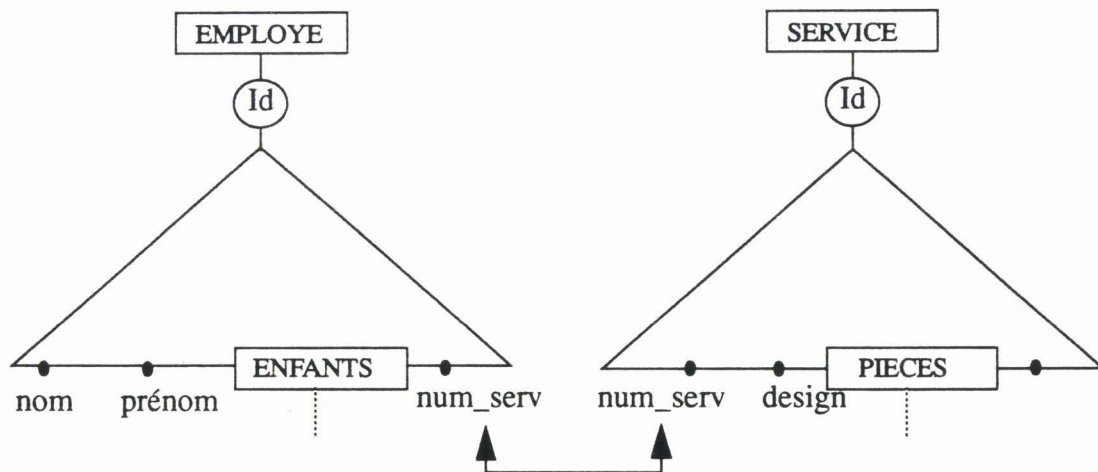 EMPLOYE
SERVICE
Id
Id
ENFANTS
PIECES
nom
prénom
num_serv
num_serv
design